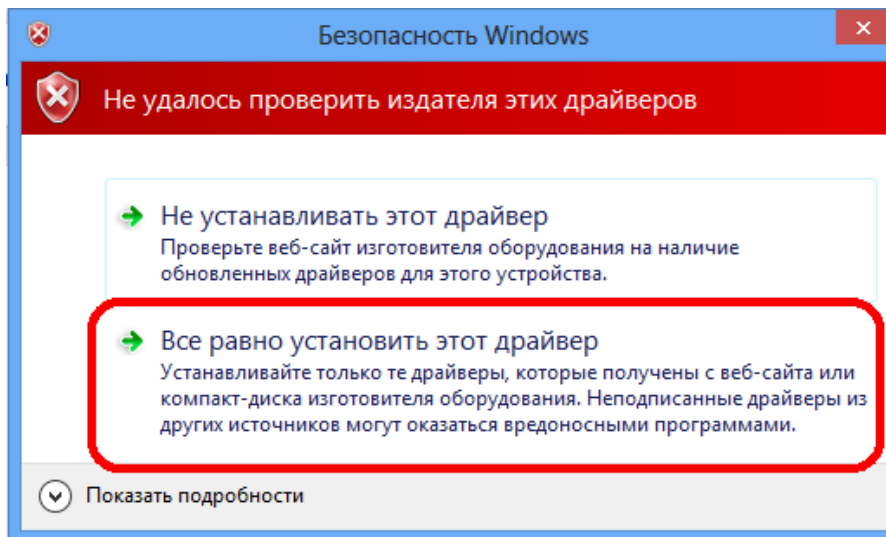 Безопасность Windows
Не удалось проверить издателя этих драйверов
Не устанавливать этот драйвер
Проверьте веб-сайт изготовителя оборудования на наличие
обновленных драйверов для этого устройства.
Все равно установить этот драйвер
Устанавливайте только те драйверы, которые получены с веб-сайта или
компакт-диска изготовителя оборудования. Неподписанные драйверы из
других источников могут оказаться вредоносными программами.
Показать подробности